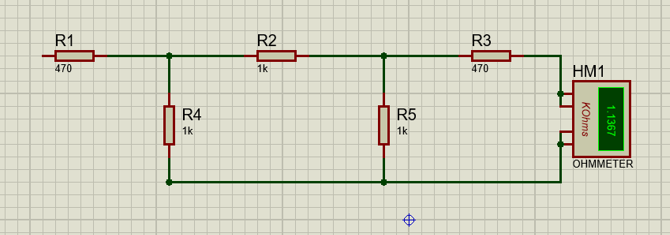 R1
470
R2
1k
R3
470
HM1
KOhms
1.1367
OHMMETER
R4
1k
R5
1k